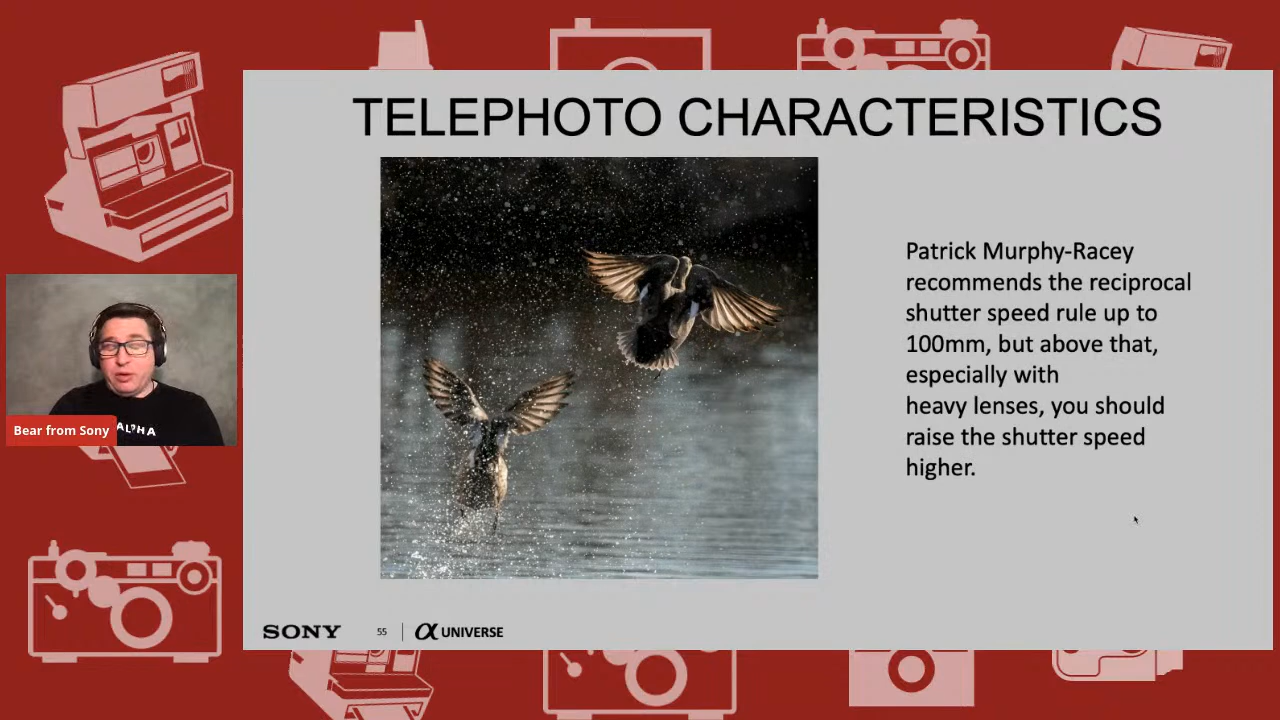 TELEPHOTO CHARACTERISTICS
Patrick Murphy-Racey
recommends the reciprocal
shutter speed rule up to
100mm, but above that,
especially with
heavy lenses, you should
raise the shutter speed
higher.
Bear from Sony
ALPHA
SONY 55 α UNIVERSE